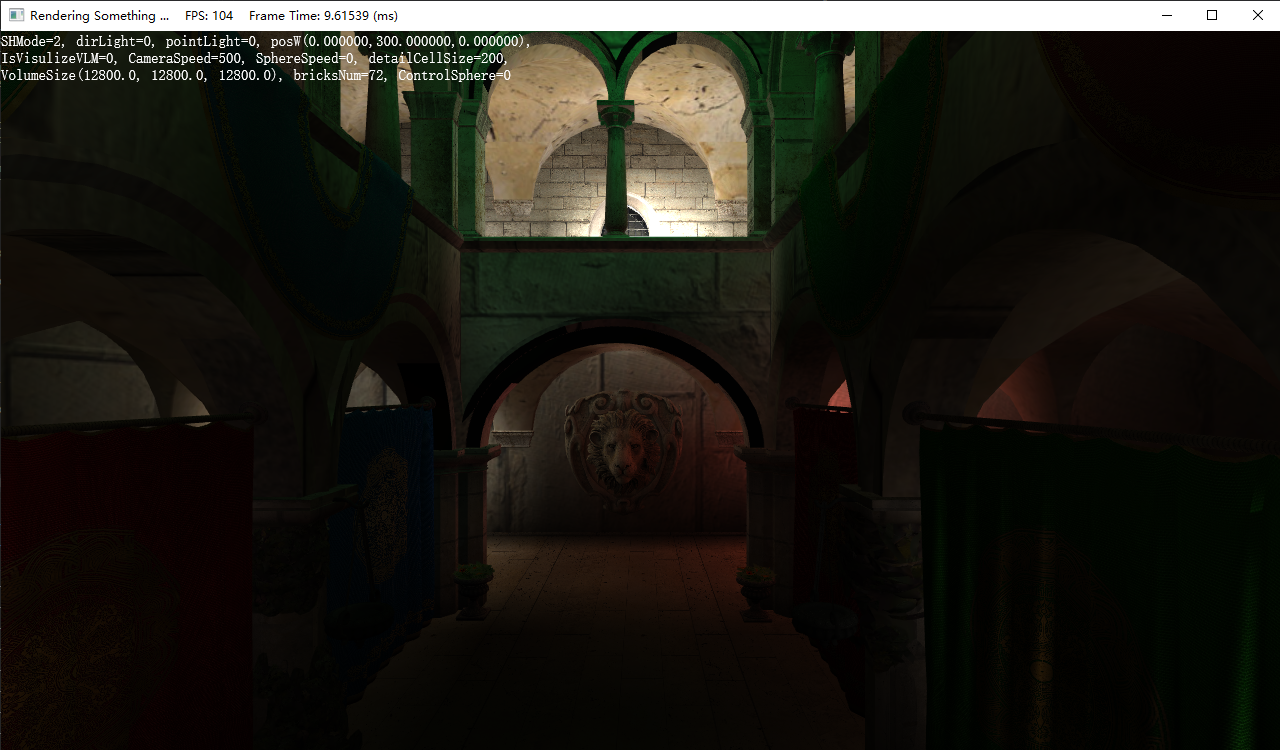 Rendering Something ... FPS: 104 Frame Time: 9.61539 (ms)
SHMode=2, dirLight=0, pointLight=0, posW(0.000000,300.000000,0.000000),
IsVisulizeVLM=0, CameraSpeed=500, SphereSpeed=0, detailCellSize=200,
VolumeSize(12800.0, 12800.0, 12800.0), bricksNum=72, ControlSphere=0